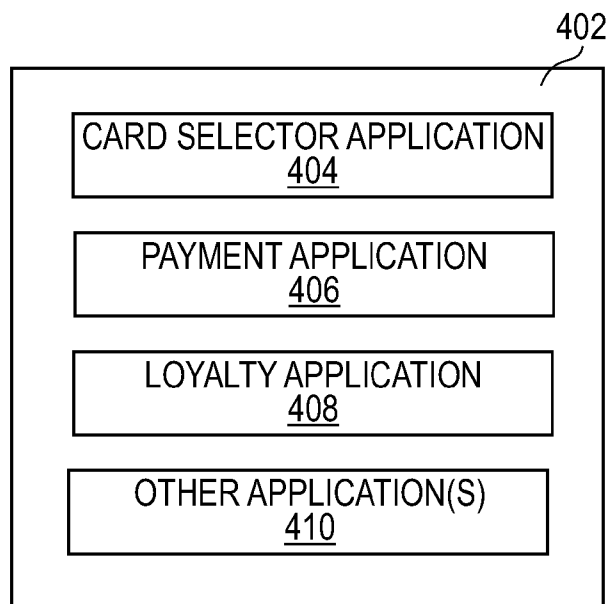 402
CARD SELECTOR APPLICATION
404
PAYMENT APPLICATION
406
LOYALTY APPLICATION
408
OTHER APPLICATION(S)
410